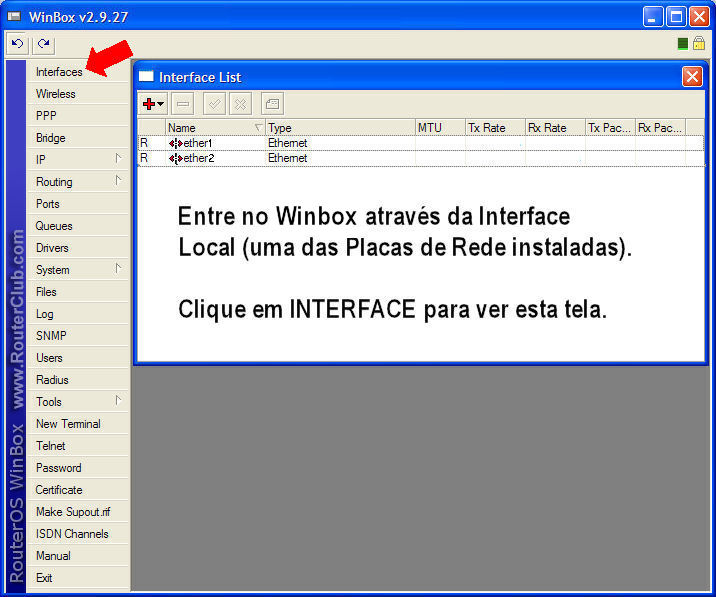 WinBox v2.9.27
Interfaces
Wireless
PPP
Bridge
IP
Routing
Ports
Queues
Drivers
System
Files
Log
SNMP
Users
Radius
Tools
New Terminal
Telnet
Password
Certificate
Make Supout.rif
ISDN Channels
Manual
Exit
RouterOS WinBox www.RouterClub.com
Interface List
Name Type MTU Tx Rate Rx Rate Tx Pac... Rx Pac...
R ether1 Ethernet
R ether2 Ethernet
Entre no Winbox através da Interface
Local (uma das Placas de Rede instaladas).
Clique em INTERFACE para ver esta tela.